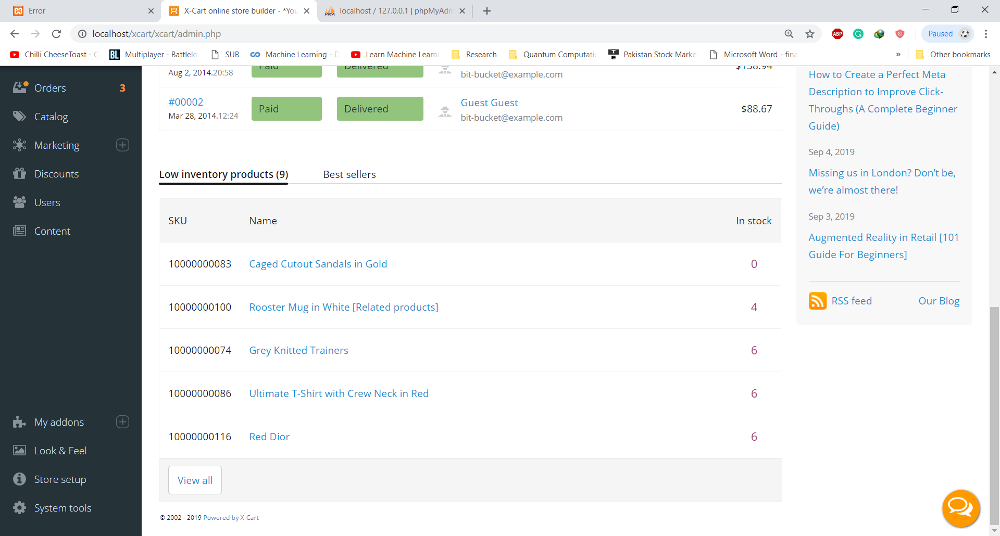 Error
X-Cart online store builder - *You
localhost / 127.0.0.1 | phpMyAdm
localhost/xcart/xcart/admin.php
ABP
Paused
Chilli CheeseToast - C
BL Multiplayer - Battlelo
SUB
Machine Learning - D
Learn Machine Learni
Research
Quantum Computatic
Pakistan Stock Marke
Microsoft Word - fina
»
Other bookmarks
Orders 3
Catalog
Marketing
Discounts
Users
Content
My addons
Look & Feel
Store setup
System tools
Aug 2, 2014.20:58
Paid
Delivered
bit-bucket@example.com
$138.94
#00002
Mar 28, 2014.12:24
Paid
Delivered
Guest Guest
bit-bucket@example.com
$88.67
Low inventory products (9)
Best sellers
SKU Name In stock
10000000083 Caged Cutout Sandals in Gold 0
10000000100 Rooster Mug in White [Related products] 4
10000000074 Grey Knitted Trainers 6
10000000086 Ultimate T-Shirt with Crew Neck in Red 6
10000000116 Red Dior 6
View all
© 2002 - 2019 Powered by X-Cart
How to Create a Perfect Meta
Description to Improve Click-
Throughs (A Complete Beginner
Guide)
Sep 4, 2019
Missing us in London? Don’t be,
we’re almost there!
Sep 3, 2019
Augmented Reality in Retail [101
Guide For Beginners]
RSS feed
Our Blog